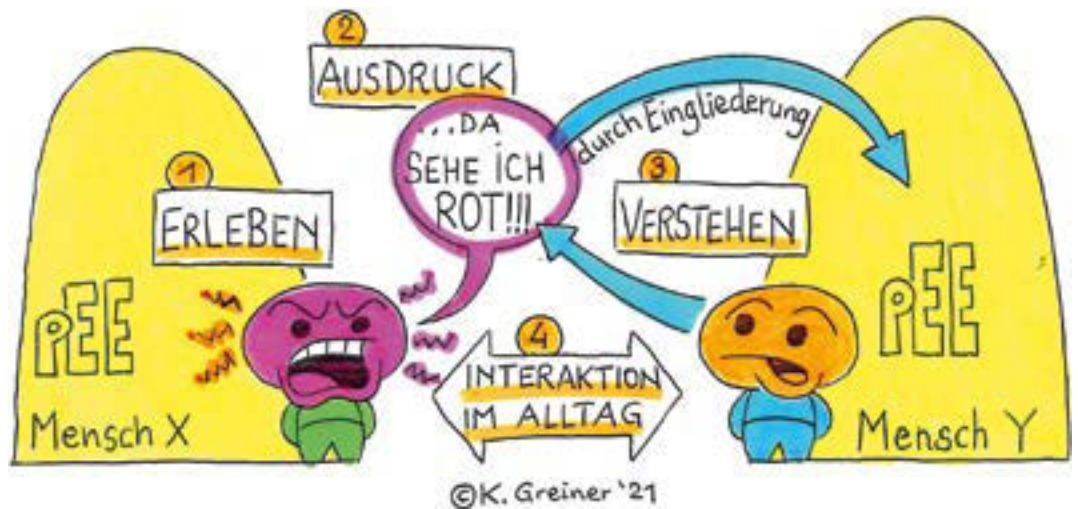 2
AUSDRUCK
...DA
SEHE iCH
ROT!!!
durch Eingliederung
1
ERLEBEN
3
VERSTEHEN
pEE
pEE
4
INTERAKTION
IM ALLTAG
Mensch X
Mensch Y
©K. Greiner '21